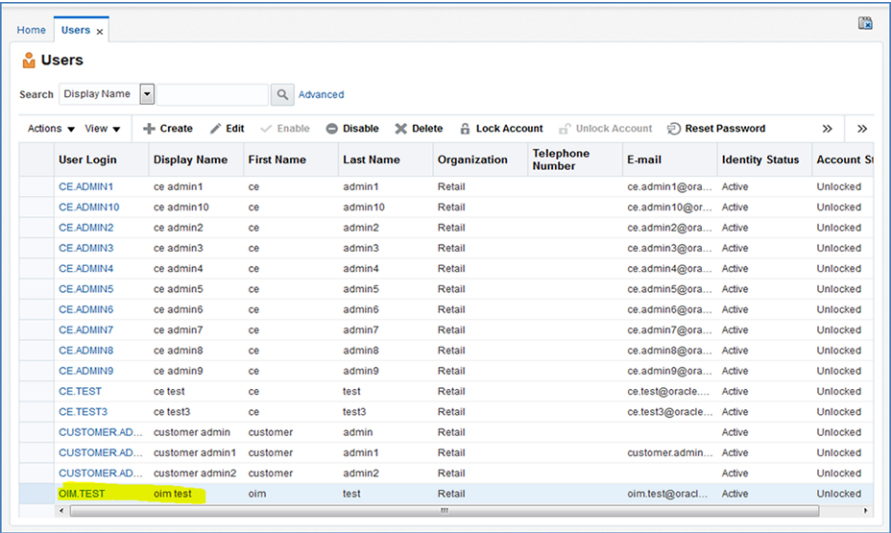 Home Users x
Users
Search Display Name Advanced
Actions View Create Edit Enable Disable Delete Lock Account Unlock Account Reset Password » »
User Login Display Name First Name Last Name Organization Telephone Number E-mail Identity Status Account St
CE.ADMIN1 ce admin1 ce admin1 Retail ce.admin1@ora... Active Unlocked
CE.ADMIN10 ce admin10 ce admin10 Retail ce.admin10@or... Active Unlocked
CE.ADMIN2 ce admin2 ce admin2 Retail ce.admin2@ora... Active Unlocked
CE.ADMIN3 ce admin3 ce admin3 Retail ce.admin3@ora... Active Unlocked
CE.ADMIN4 ce admin4 ce admin4 Retail ce.admin4@ora... Active Unlocked
CE.ADMIN5 ce admin5 ce admin5 Retail ce.admin5@ora... Active Unlocked
CE.ADMIN6 ce admin6 ce admin6 Retail ce.admin6@ora... Active Unlocked
CE.ADMIN7 ce admin7 ce admin7 Retail ce.admin7@ora... Active Unlocked
CE.ADMIN8 ce admin8 ce admin8 Retail ce.admin8@ora... Active Unlocked
CE.ADMIN9 ce admin9 ce admin9 Retail ce.admin9@ora... Active Unlocked
CE.TEST ce test ce test Retail ce.test@oracle.... Active Unlocked
CE.TEST3 ce test3 ce test3 Retail ce.test3@oracle... Active Unlocked
CUSTOMER.AD... customer admin customer admin Retail Active Unlocked
CUSTOMER.AD... customer admin1 customer admin1 Retail customer.admin... Active Unlocked
CUSTOMER.AD... customer admin2 customer admin2 Retail Active Unlocked
OIM.TEST oim test oim test Retail oim.test@oracl... Active Unlocked